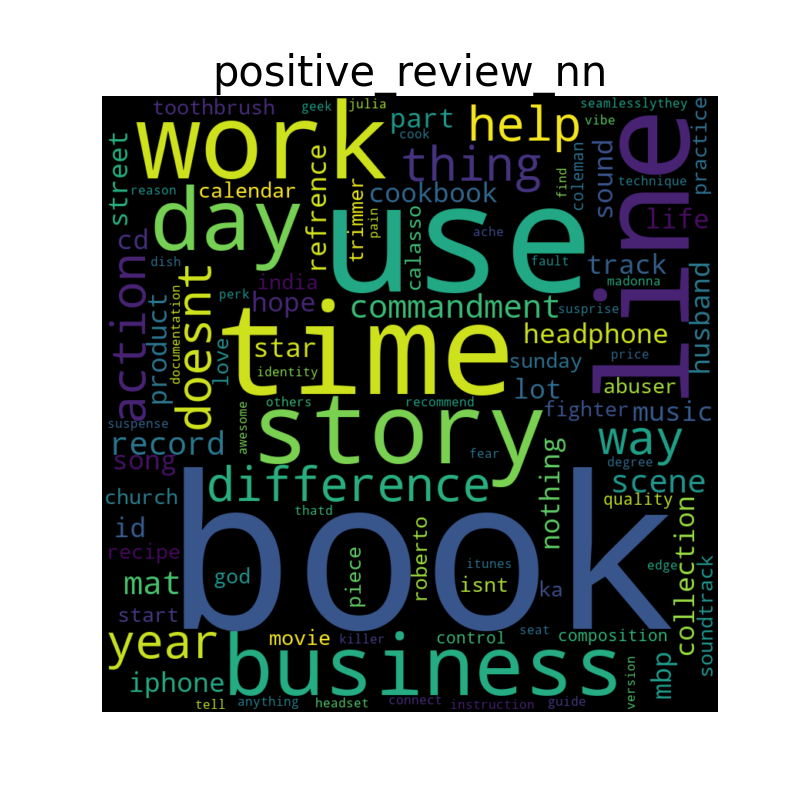 positive_review_nn
toothbrush
geek
julia
part
cook
help
seamlesslythey
vibe
practice
work
street
reason
calendar
refrence
trimmer
pain
cookbook
thing
find
coleman
sound
technique
line
life
day
use
calasso
ache
fault
track
madonna
husband
cd
action
dish
product
documentation
doesnt
perk
india
hope
love
time
commandment
susprise
star
identity
headphone
sunday
price
lot
abuser
fighter
music
others
recommend
awesome
story
suspense
record
song
fear
nothing
way
degree
scene
quality
collection
difference
church
thatd
id
recipe
mat
god
piece
roberto
itunes
isnt
ka
edge
soundtrack
start
book
year
movie
killer
control
seat
composition
iphone
business
version
mbp
tell
anything
headset
connect
instruction
guide